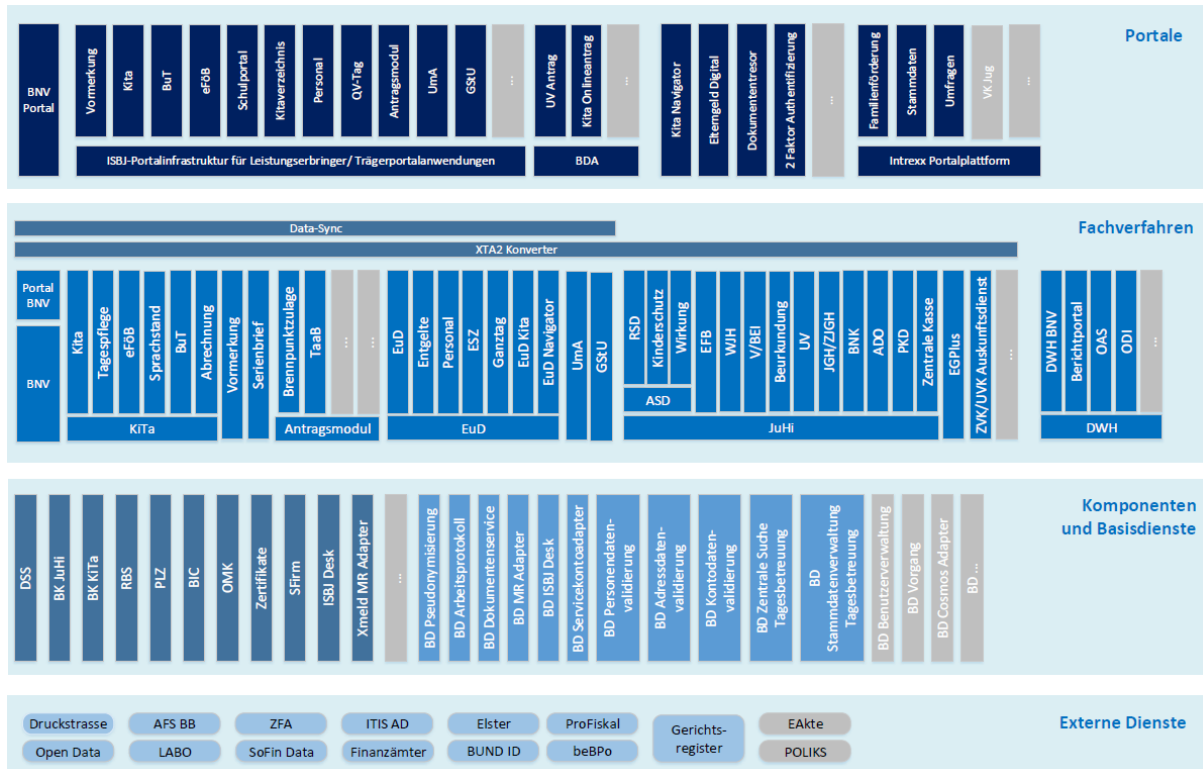 Portale
BNV
Portal
Vormerkung
Kita
BuT
eFöB
Schulportal
Kitaverzeichnis
Personal
QV-Tag
Antragsmodul
UmA
GStU
...
ISBJ-Portalinfrastruktur für Leistungserbringer/ Trägerportalanwendungen
UV Antrag
Kita Onlineantrag
...
BDA
Kita Navigator
Elterngeld Digital
Dokumententresor
2 Faktor Authentifizierung
...
Familienförderung
Stammdaten
Umfragen
VK Jug
...
Intrexx Portalplattform
Fachverfahren
Data-Sync
XTA2 Konverter
Portal
BNV
BNV
Kita
Tagespflege
eFöB
Sprachstand
BuT
Abrechnung
KiTa
Vormerkung
Serienbrief
Brennpunktzulage
TaaB
...
...
Antragsmodul
EuD
Entgelte
Personal
ESZ
Ganztag
EuD Kita
EuD Navigator
EuD
UmA
GStU
RSD
Kinderschutz
Wirkung
ASD
EFB
WJH
V/BEI
Beurkundung
UV
JGH/ZJGH
BNK
ADO
PKD
Zentrale Kasse
JuHi
EGPlus
ZVK/UVK Auskunftsdienst
...
DWH BNV
Berichtportal
OAS
ODI
...
DWH
Komponenten
und Basisdienste
DSS
BK JuHi
BK KiTa
RBS
PLZ
BIC
OMK
Zertifikate
SFirm
ISBJ Desk
Xmeld MR Adapter
...
BD Pseudonymisierung
BD Arbeitsprotokoll
BD Dokumentenservice
BD MR Adapter
BD ISBJ Desk
BD Servicekontoadapter
BD Personendaten-
validierung
BD Adressdaten-
validierung
BD Kontodaten-
validierung
BD Zentrale Suche
Tagesbetreuung
BD
Stammdatenverwaltung
Tagesbetreuung
BD Benutzerverwaltung
BD Vorgang
BD Cosmos Adapter
BD ...
Externe Dienste
Druckstrasse
AFS BB
ZFA
ITIS AD
Elster
ProFiskal
Gerichts-
register
EAkte
Open Data
LABO
SoFin Data
Finanzämter
BUND ID
beBPo
POLIKS